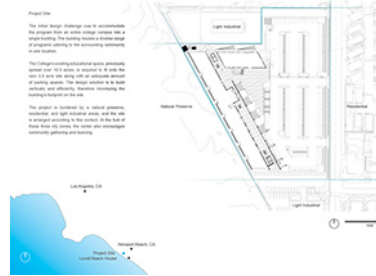 Project Site
The initial design challenge was to accommodate
the program from an entire college campus into a
single building. The building houses a diverse range
of programs catering to the surrounding community
in one location.
The College's existing educational space, previously
spread over 10.5 acres, is required to fit onto the
new site along with an adequate amount
of parking spaces. The design solution is to build
vertically and efficiently, therefore increasing the
building's footprint on the site.
The project is bordered by a natural preserve,
residential and light industrial areas, and the site
is arranged according to this context. At the hub of
these three city zones, the center also encourages
community gathering and learning.
Light Industrial
Natural Preserve
Residential
Light Industrial
Los Angeles, CA
Newport Beach, CA
Project Site
Lovell Beach House